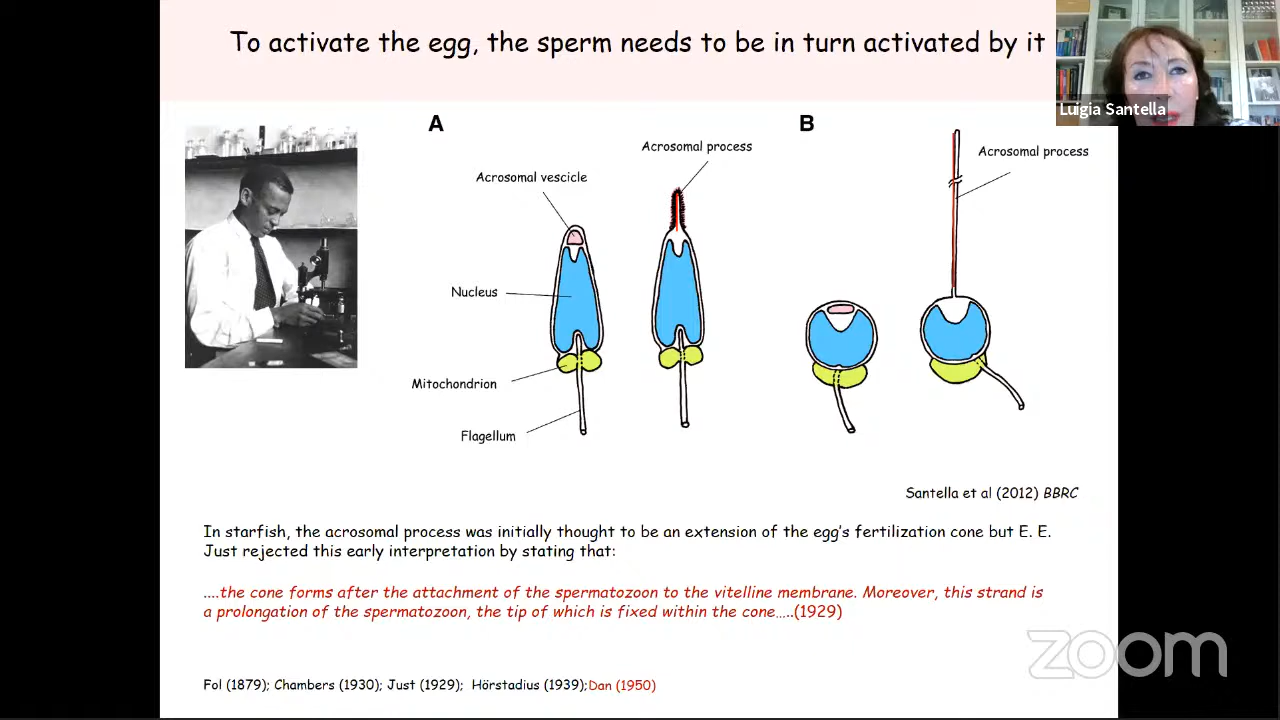 To activate the egg, the sperm needs to be in turn activated by it
Luigia Santella
A
B
Acrosomal process
Acrosomal process
Acrosomal vescicle
Nucleus
Mitochondrion
Flagellum
Santella et al (2012) BBRC
In starfish, the acrosomal process was initially thought to be an extension of the egg's fertilization cone but E. E.
Just rejected this early interpretation by stating that:
....the cone forms after the attachment of the spermatozoon to the vitelline membrane. Moreover, this strand is
a prolongation of the spermatozoon, the tip of which is fixed within the cone…..(1929)
zoom
Fol (1879); Chambers (1930); Just (1929); Hörstadius (1939);Dan (1950)